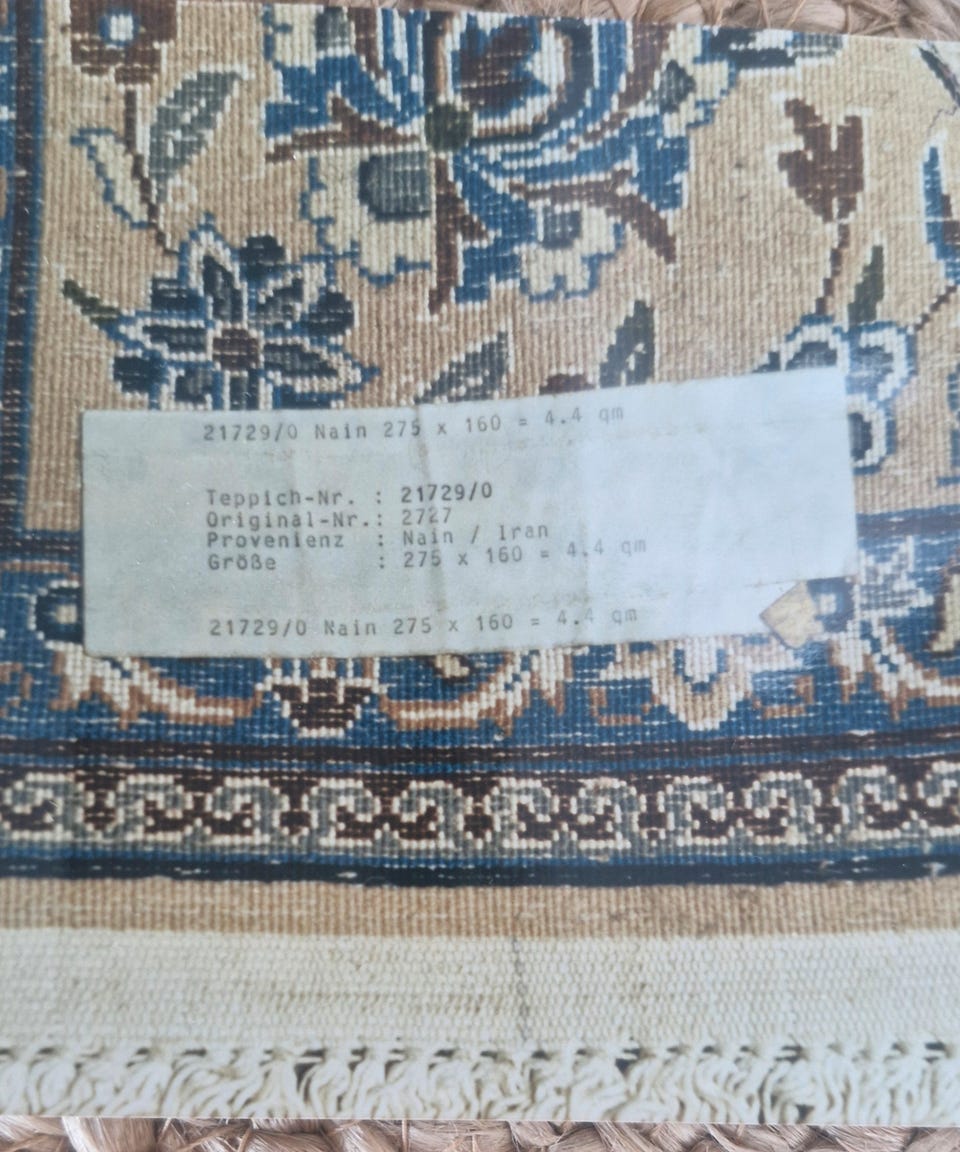 21729/0 Nain 275 x 160 = 4.4 qm
Teppich-Nr. : 21729/0
Original-Nr.: 2727
Provenienz : Nain / Iran
Größe : 275 x 160 = 4.4 qm
21729/0 Nain 275 x 160 = 4.4 qm